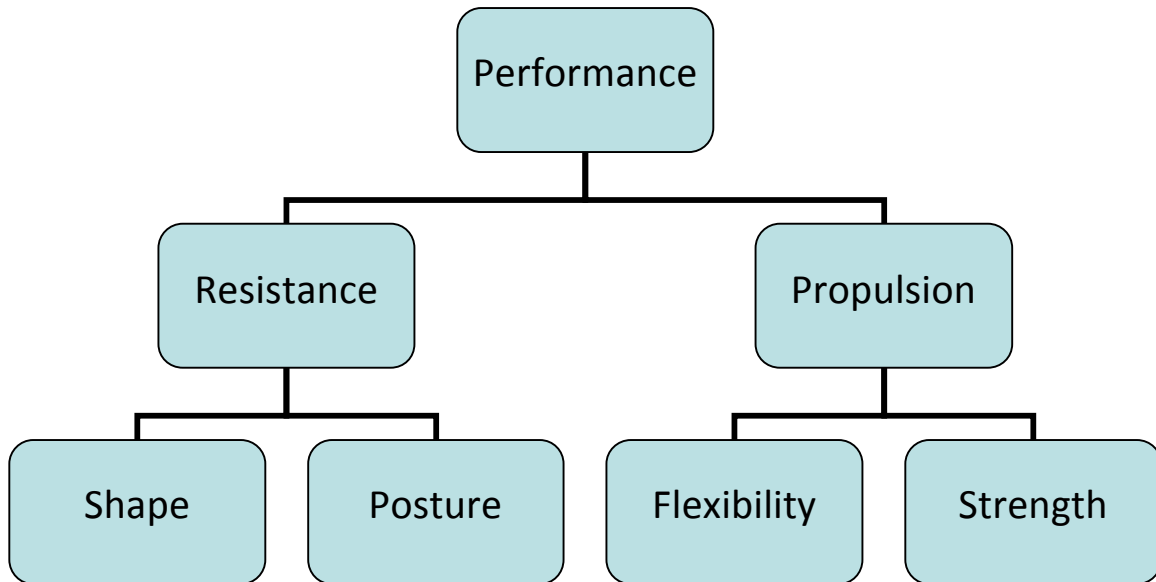 Performance
Resistance
Propulsion
Shape
Posture
Flexibility
Strength